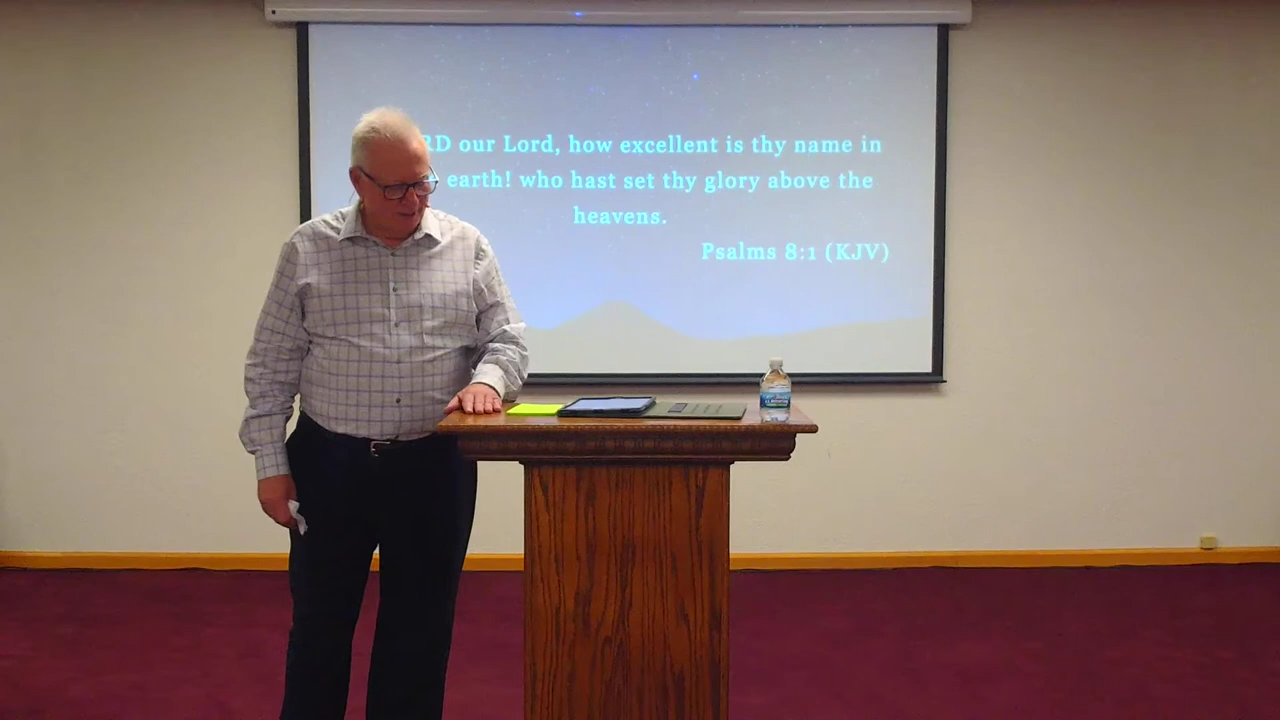 RD our Lord, how excellent is thy name in
earth! who hast set thy glory above the
heavens.
Psalms 8:1 (KJV)